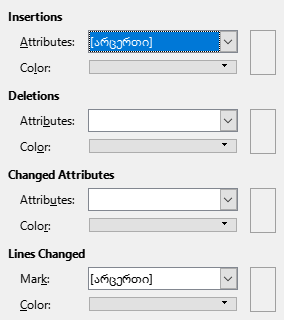 Insertions
Attributes: [არცერთი]
Color:
Deletions
Attributes:
Color:
Changed Attributes
Attributes:
Color:
Lines Changed
Mark: [არცერთი]
Color: